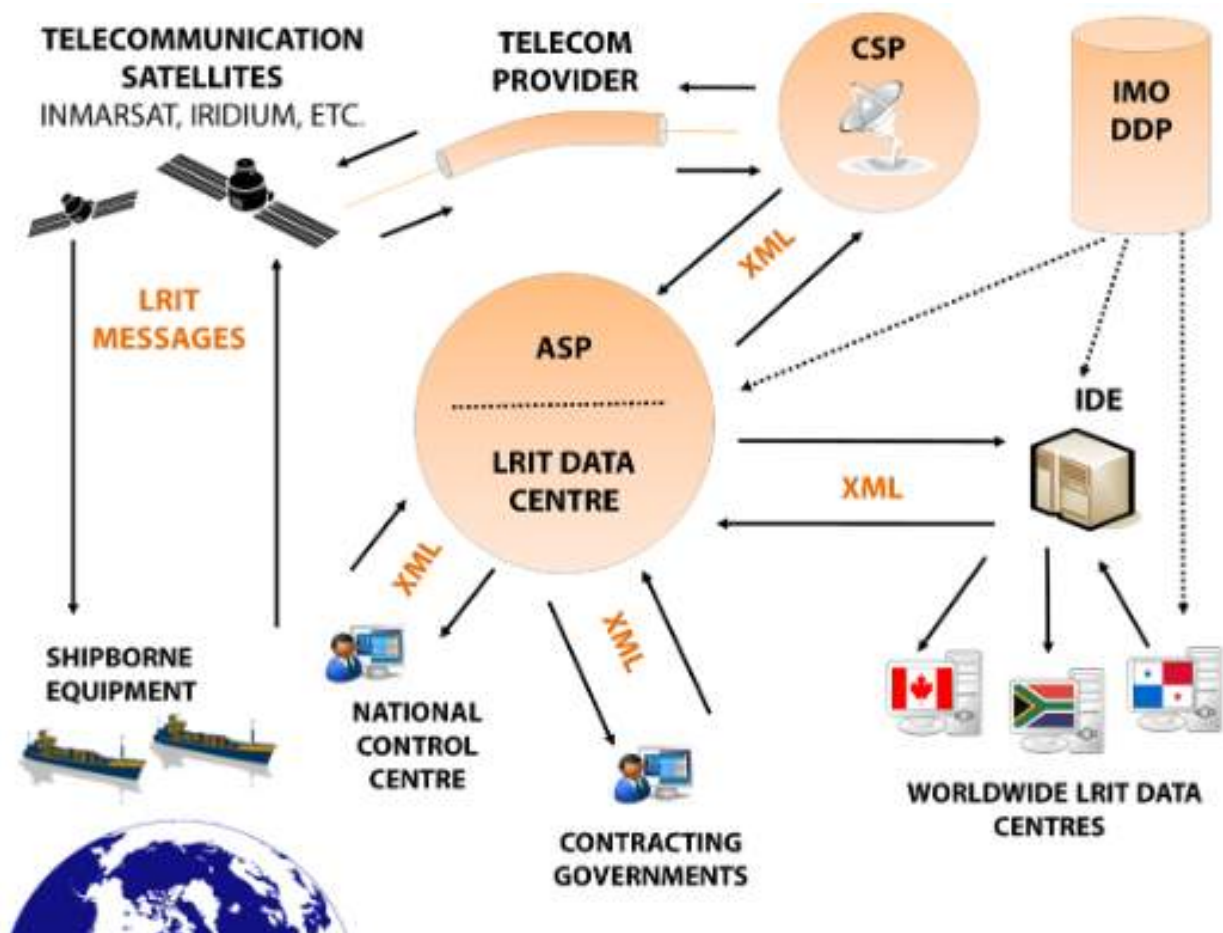 TELECOMMUNICATION
SATELLITES
INMARSAT, IRIDIUM, ETC.
TELECOM
PROVIDER
CSP
IMO
DDP
XML
LRIT
MESSAGES
ASP
IDE
LRIT DATA
CENTRE
XML
XML
XML
SHIPBORNE
EQUIPMENT
NATIONAL
CONTROL
CENTRE
WORLDWIDE LRIT DATA
CENTRES
CONTRACTING
GOVERNMENTS